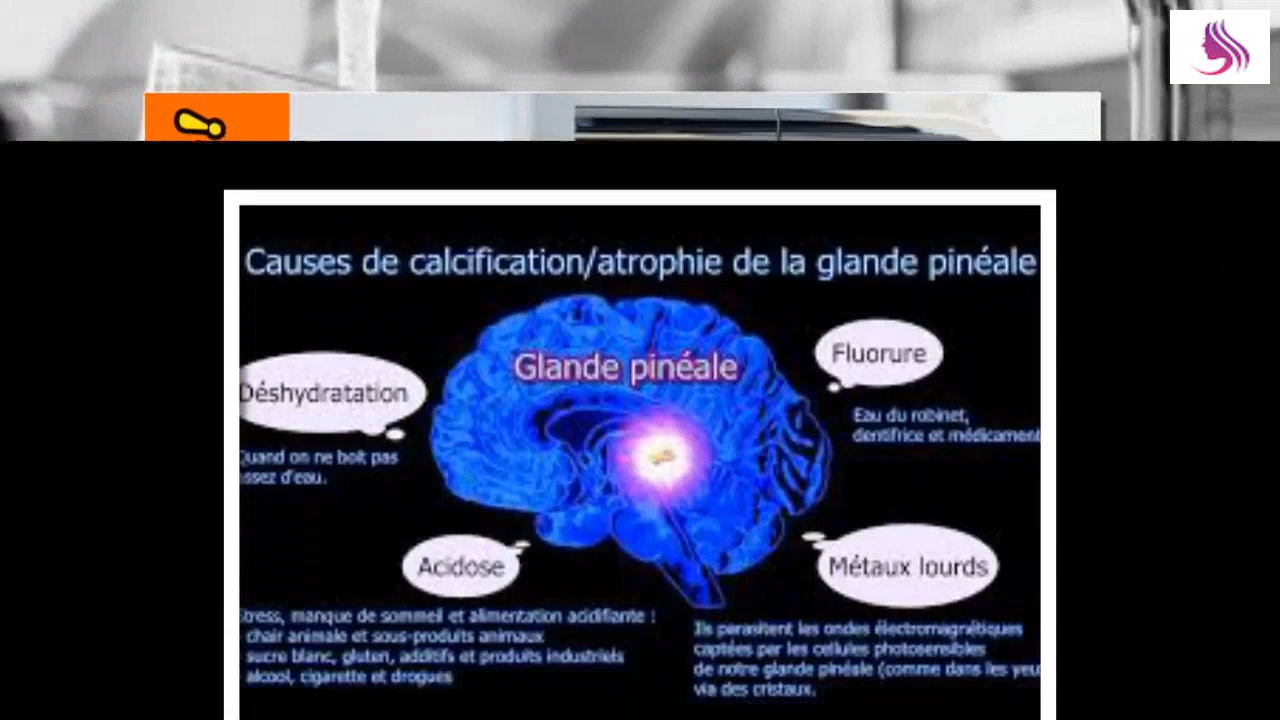 Causes de calcification/atrophie de la glande pinéale
Glande pinéale
Fluorure
Déshydratation
Eau du robinet,
dentifrice et médicament
Quand on ne boit pas
ssez d'eau.
Acidose
Métaux lourds
Stress, manque de sommeil et alimentation acidifiante :
chair animale et sous-produits animaux
sucre blanc, gluten, additifs et produits industriels
alcool, cigarette et drogues
Ils parasitent les ondes électromagnétiques
captées par les cellules photosensibles
de notre glande pinéale (comme dans les yeu
via des cristaux.